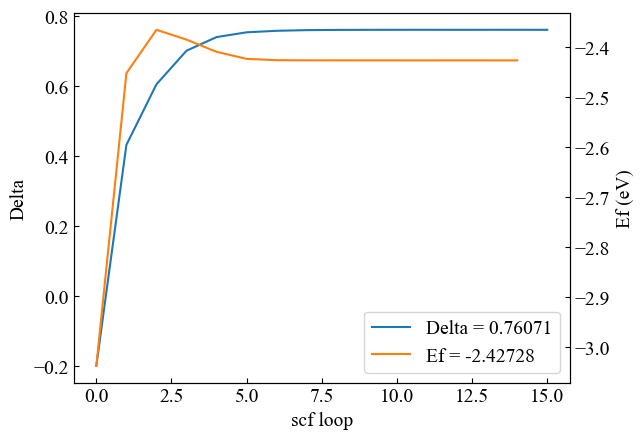 0.8
0.6
0.4
0.2
0.0
−0.2
Delta
−2.4
−2.5
−2.6
−2.7
−2.8
−2.9
−3.0
Ef (eV)
Delta = 0.76071
Ef = -2.42728
0.0 2.5 5.0 7.5 10.0 12.5 15.0
scf loop